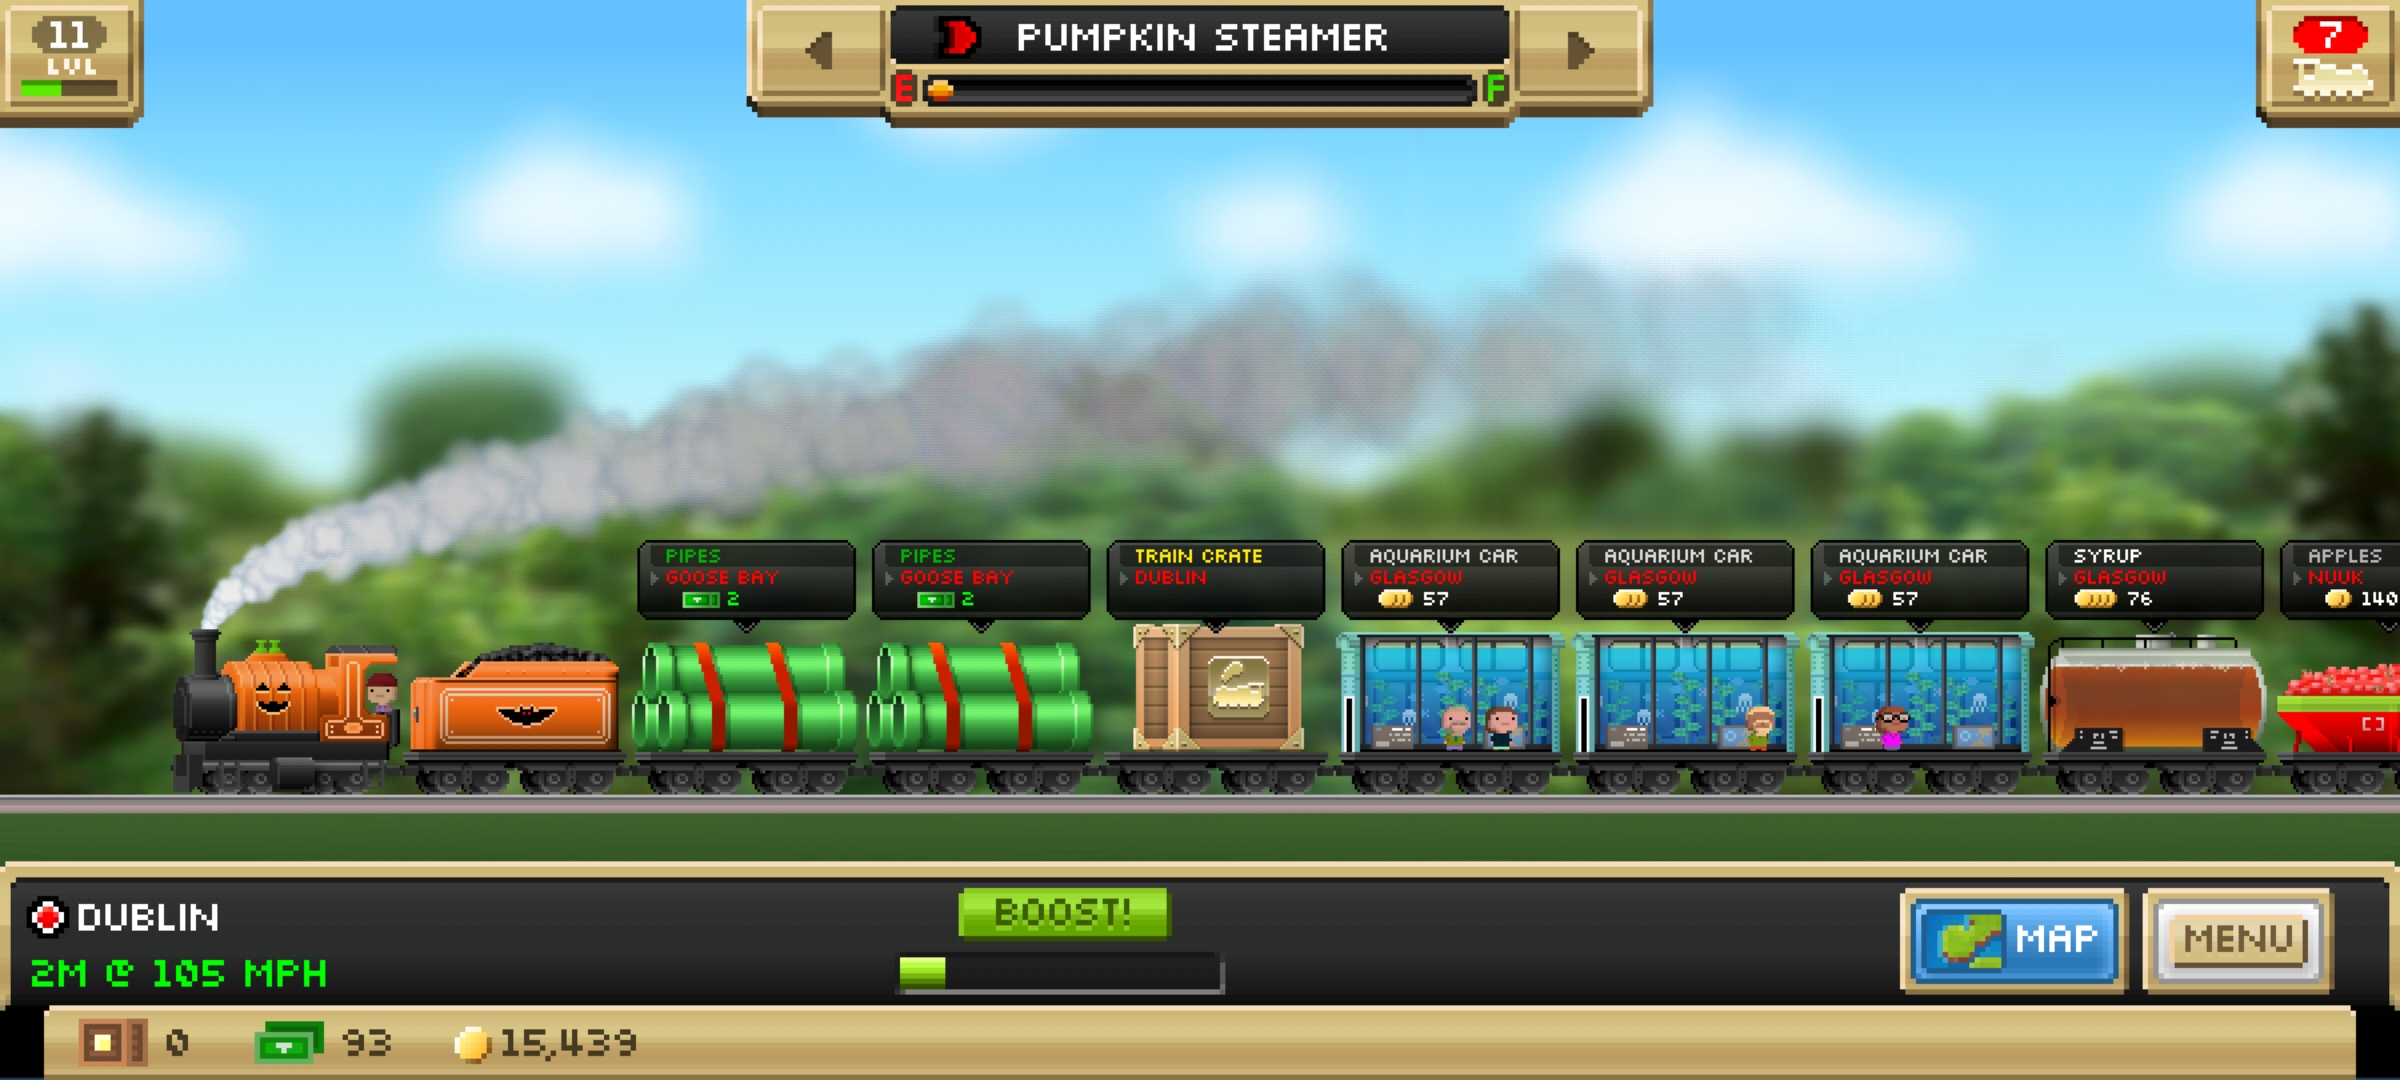 11
LVL
PUMPKIN STEAMER
E F
7
PIPES
GOOSE BAY
2
PIPES
GOOSE BAY
2
TRAIN CRATE
DUBLIN
AQUARIUM CAR
GLASGOW
57
AQUARIUM CAR
GLASGOW
57
AQUARIUM CAR
GLASGOW
57
SYRUP
GLASGOW
76
APPLES
NUUK
140
DUBLIN
2M @ 105 MPH
BOOST!
MAP
MENU
0
93
15,439